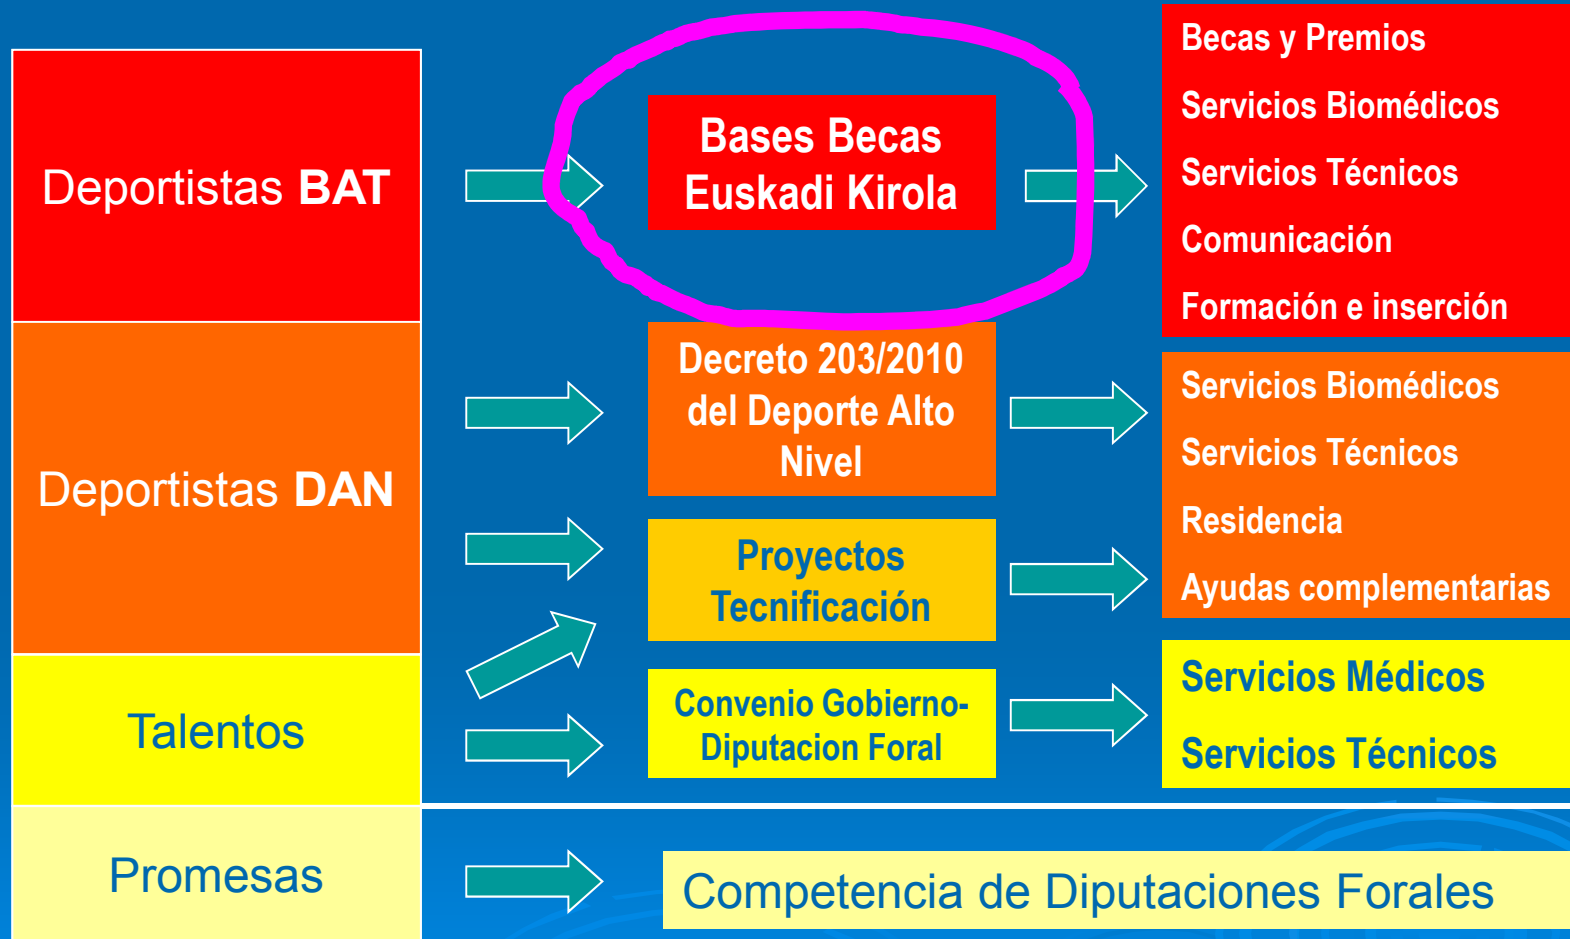 Deportistas BAT
Bases Becas
Euskadi Kirola
Becas y Premios
Servicios Biomédicos
Servicios Técnicos
Comunicación
Formación e inserción
Deportistas DAN
Decreto 203/2010
del Deporte Alto
Nivel
Proyectos
Tecnificación
Servicios Biomédicos
Servicios Técnicos
Residencia
Ayudas complementarias
Talentos
Convenio Gobierno-
Diputacion Foral
Servicios Médicos
Servicios Técnicos
Promesas
Competencia de Diputaciones Forales